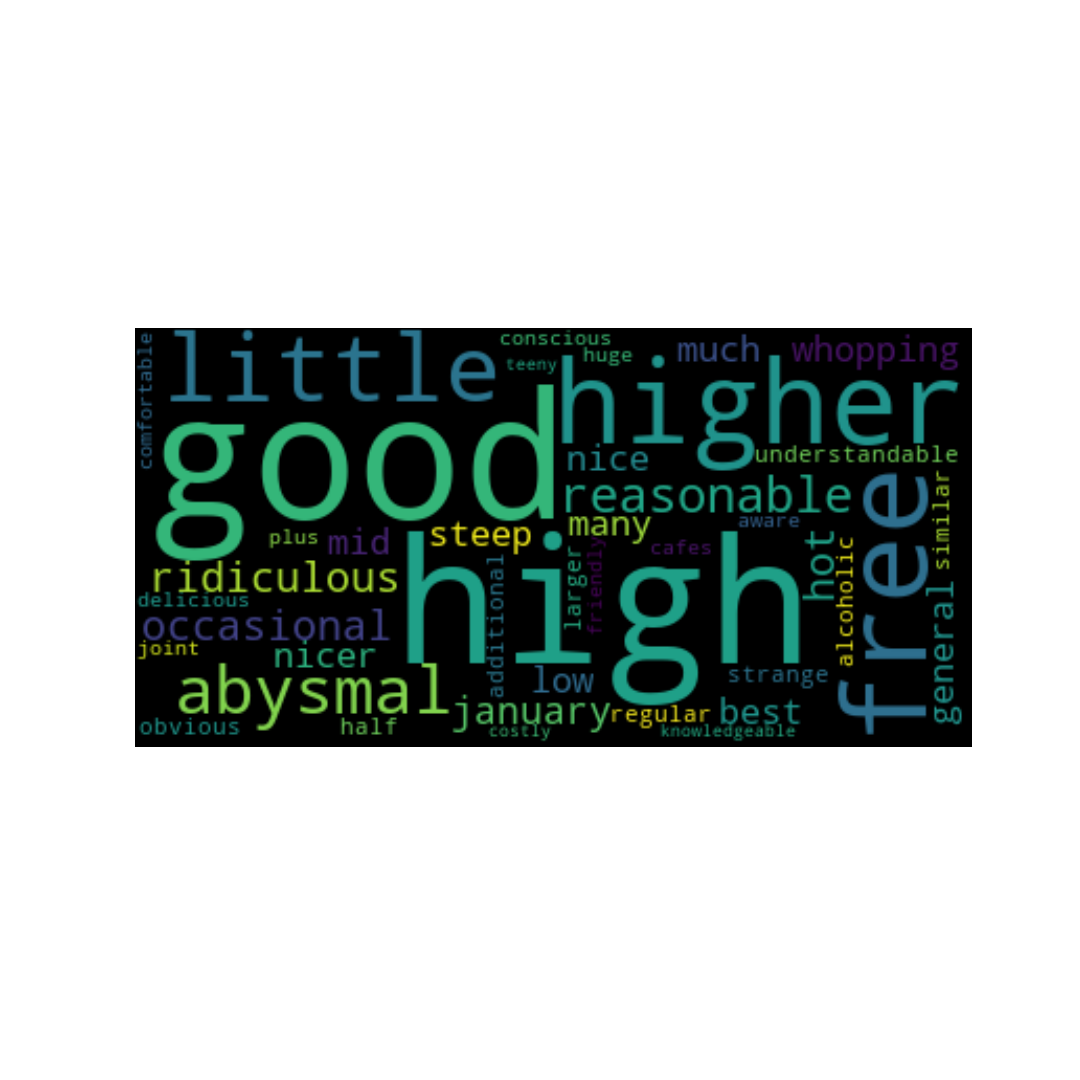 comfortable
little
conscious
huge
teeny
much
whopping
higher
good
nice
understandable
reasonable
free
similar
plus
mid
steep
many
aware
hot
cafes
friendly
larger
alcoholic
ridiculous
high
additional
general
delicious
occasional
joint
nicer
abysmal
low
strange
january
regular
best
obvious
half
costly
knowledgeable